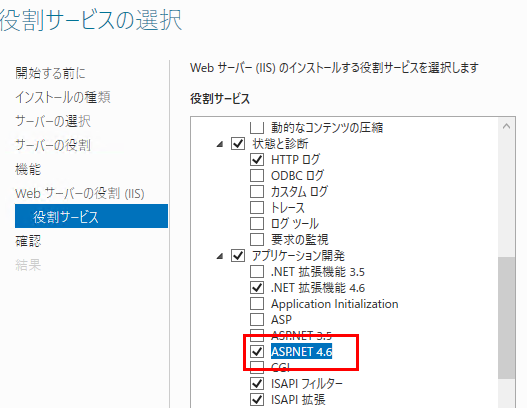 役割サービスの選択
開始する前に
インストールの種類
サーバーの選択
サーバーの役割
機能
Web サーバーの役割 (IIS)
役割サービス
確認
結果
Web サーバー (IIS) のインストールする役割サービスを選択します
役割サービス
動的なコンテンツの圧縮
状態と診断
HTTP ログ
ODBC ログ
カスタム ログ
トレース
ログ ツール
要求の監視
アプリケーション開発
.NET 拡張機能 3.5
.NET 拡張機能 4.6
Application Initialization
ASP
ASP.NET 3.5
ASP.NET 4.6
CGI
ISAPI フィルター
ISAPI 拡張